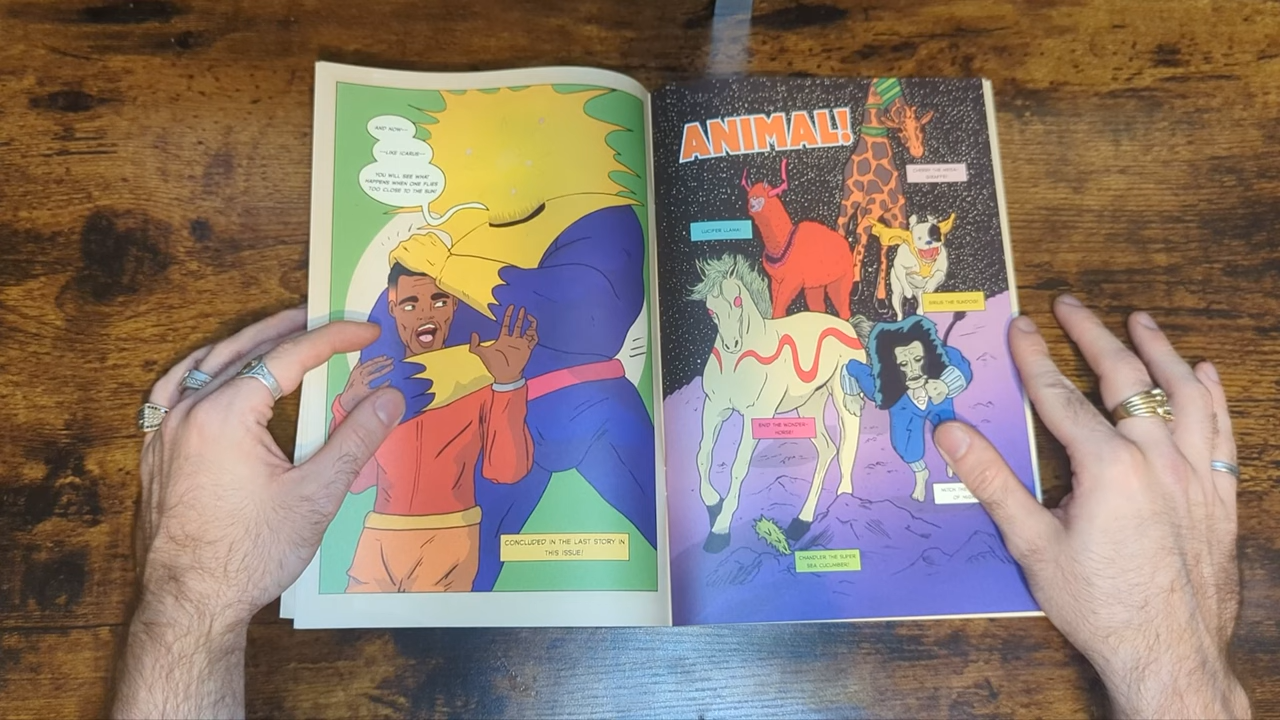 AND NOW--
--LIKE ICARUS--
YOU WILL SEE WHAT
HAPPENS WHEN ONE FLIES
TOO CLOSE TO THE SUN!
CONCLUDED IN THE LAST STORY IN
THIS ISSUE!
ANIMAL!
GIRAFFE!
LUCIFER LLAMA!
SIRIUS THE SUNDOG!
ENID THE WONDER-
HORSE!
MITCH THE
OF
CHANDLER THE SUPER
SEA CUCUMBER!